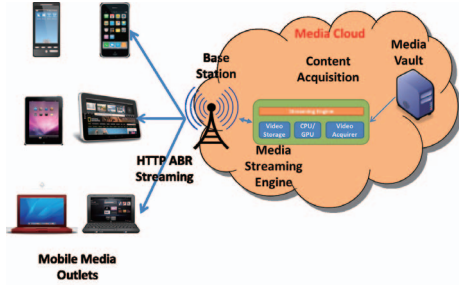 Media Cloud
Base
Station
Content
Acquisition
Media
Vault
Streaming Engine
Video
Storage
CPU/
GPU
Video
Acquirer
HTTP ABR
Streaming
Media
Streaming
Engine
Mobile Media
Outlets